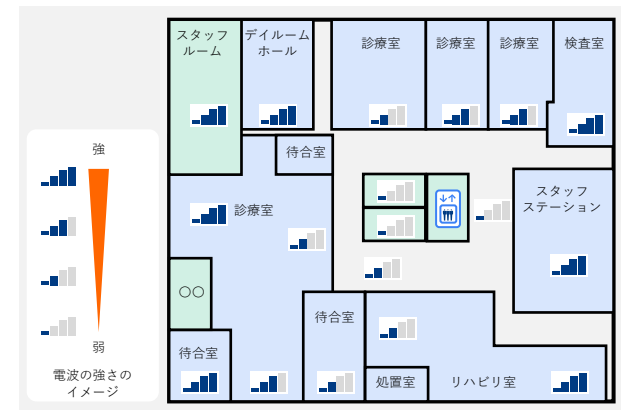 スタッフ
ルーム
デイルーム
ホール
診療室
診療室
診療室
検査室
待合室
強
診療室
スタッフ
ステーション
〇〇
待合室
待合室
弱
電波の強さの
イメージ
処置室
リハビリ室